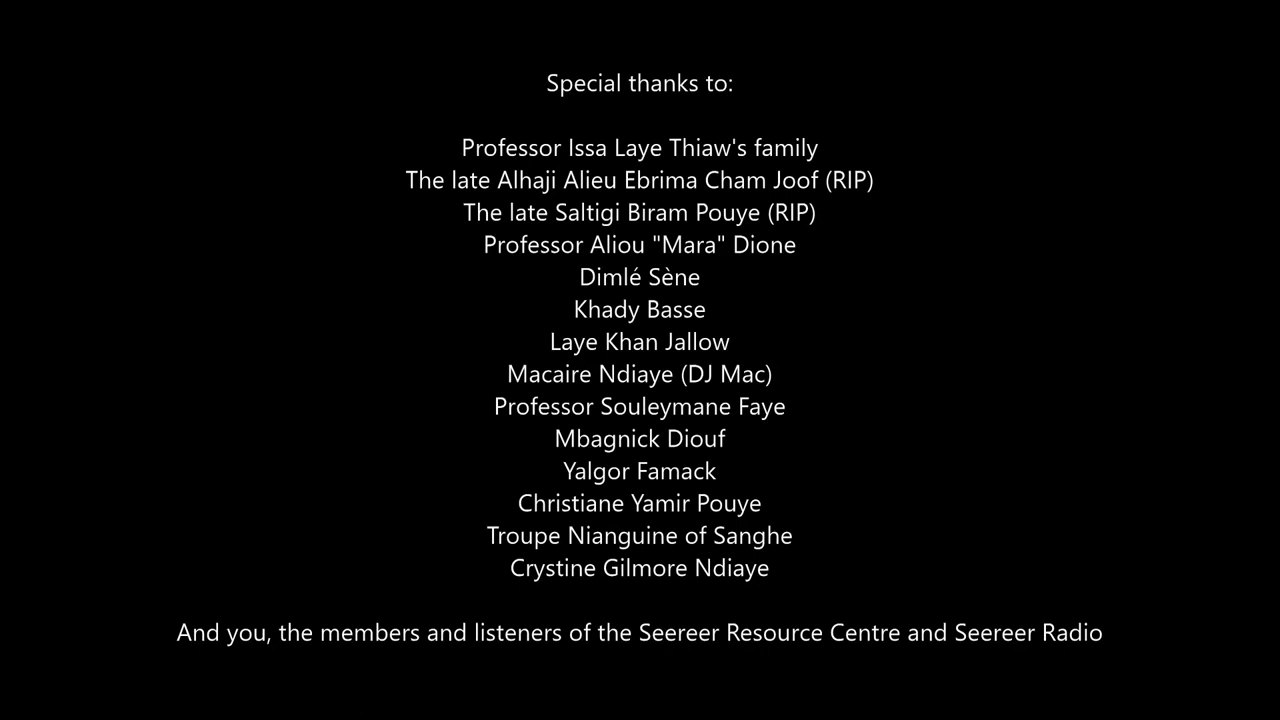 Special thanks to:
Professor Issa Laye Thiaw's family
The late Alhaji Alieu Ebrima Cham Joof (RIP)
The late Saltigi Biram Pouye (RIP)
Professor Aliou "Mara" Dione
Dimlé Sène
Khady Basse
Laye Khan Jallow
Macaire Ndiaye (DJ Mac)
Professor Souleymane Faye
Mbagnick Diouf
Yalgor Famack
Christiane Yamir Pouye
Troupe Nianguine of Sanghe
Crystine Gilmore Ndiaye
And you, the members and listeners of the Seereer Resource Centre and Seereer Radio